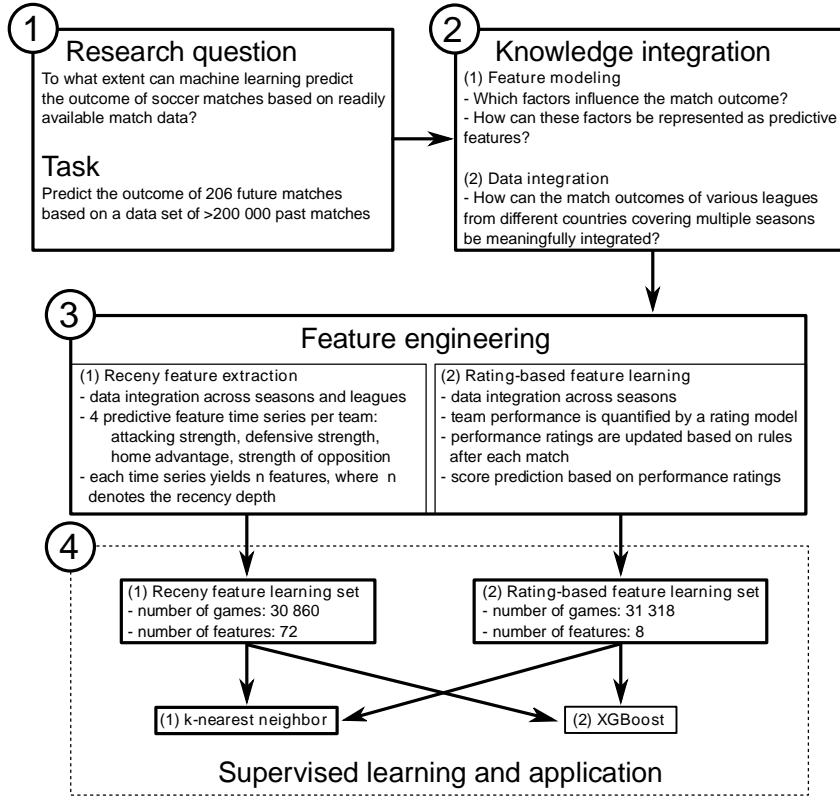 1
Research question
To what extent can machine learning predict
the outcome of soccer matches based on readily
available match data?
Task
Predict the outcome of 206 future matches
based on a data set of >200 000 past matches
2
Knowledge integration
(1) Feature modeling
- Which factors influence the match outcome?
- How can these factors be represented as predictive
features?
(2) Data integration
- How can the match outcomes of various leagues
from different countries covering multiple seasons
be meaningfully integrated?
3
Feature engineering
(1) Receny feature extraction
- data integration across seasons and leagues
- 4 predictive feature time series per team:
attacking strength, defensive strength,
home advantage, strength of opposition
- each time series yields n features, where n
denotes the recency depth
(2) Rating-based feature learning
- data integration across seasons
- team performance is quantified by a rating model
- performance ratings are updated based on rules
after each match
- score prediction based on performance ratings
4
(1) Receny feature learning set
- number of games: 30 860
- number of features: 72
(2) Rating-based feature learning set
- number of games: 31 318
- number of features: 8
(1) k-nearest neighbor
(2) XGBoost
Supervised learning and application